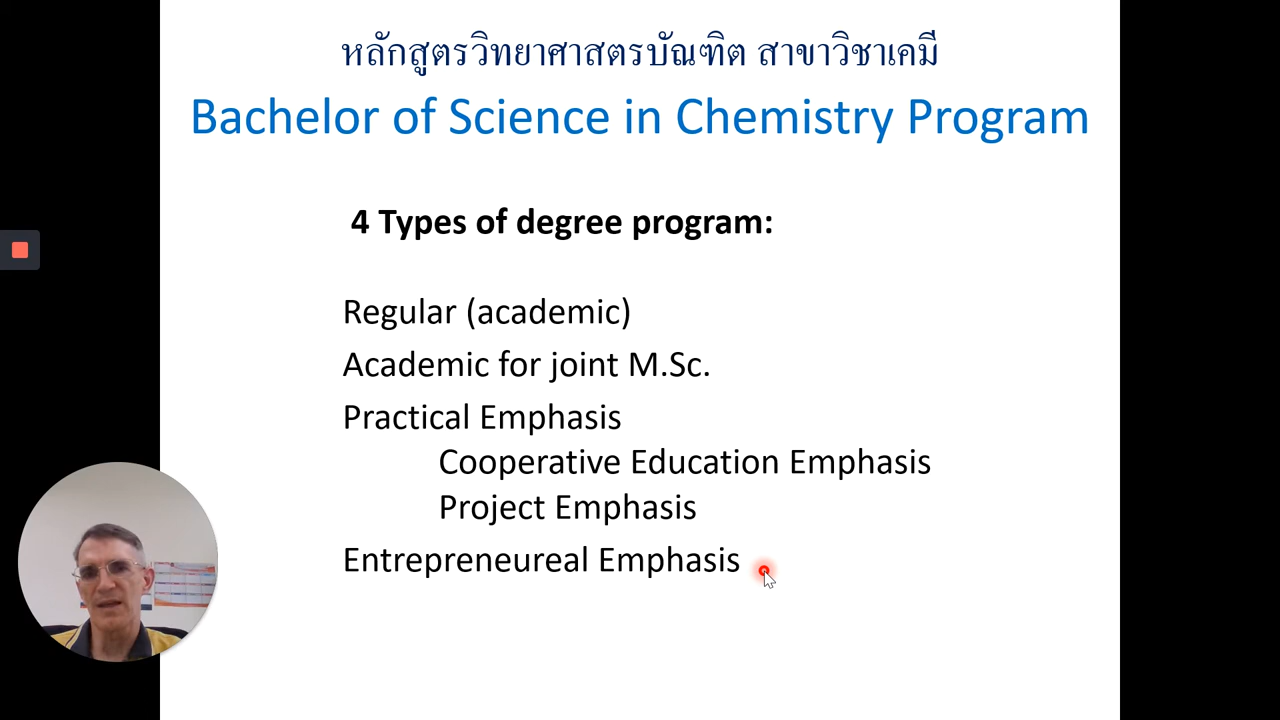 หลักสูตรวิทยาศาสตรบัณฑิต สาขาวิชาเคมี
Bachelor of Science in Chemistry Program
4 Types of degree program:
Regular (academic)
Academic for joint M.Sc.
Practical Emphasis
Cooperative Education Emphasis
Project Emphasis
Entrepreneureal Emphasis